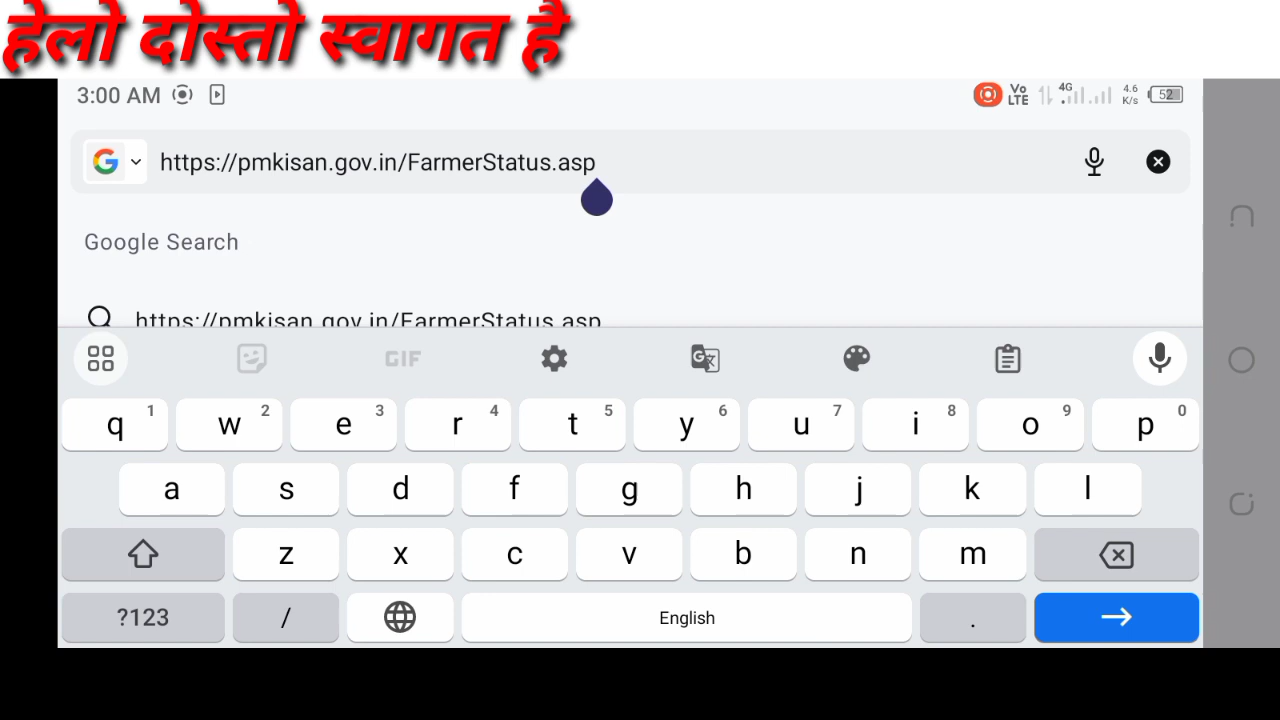 हेलो दोस्तो स्वागत है
3:00 AM Vo LTE 4G 4.6 K/s 52
https://pmkisan.gov.in/FarmerStatus.asp
Google Search
https://pmkisan.gov.in/FarmerStatus.asp
GIF
q 1 w 2 e 3 r 4 t 5 y 6 u 7 i 8 o 9 p 0
a s d f g h j k l
z x c v b n m
?123 / English .